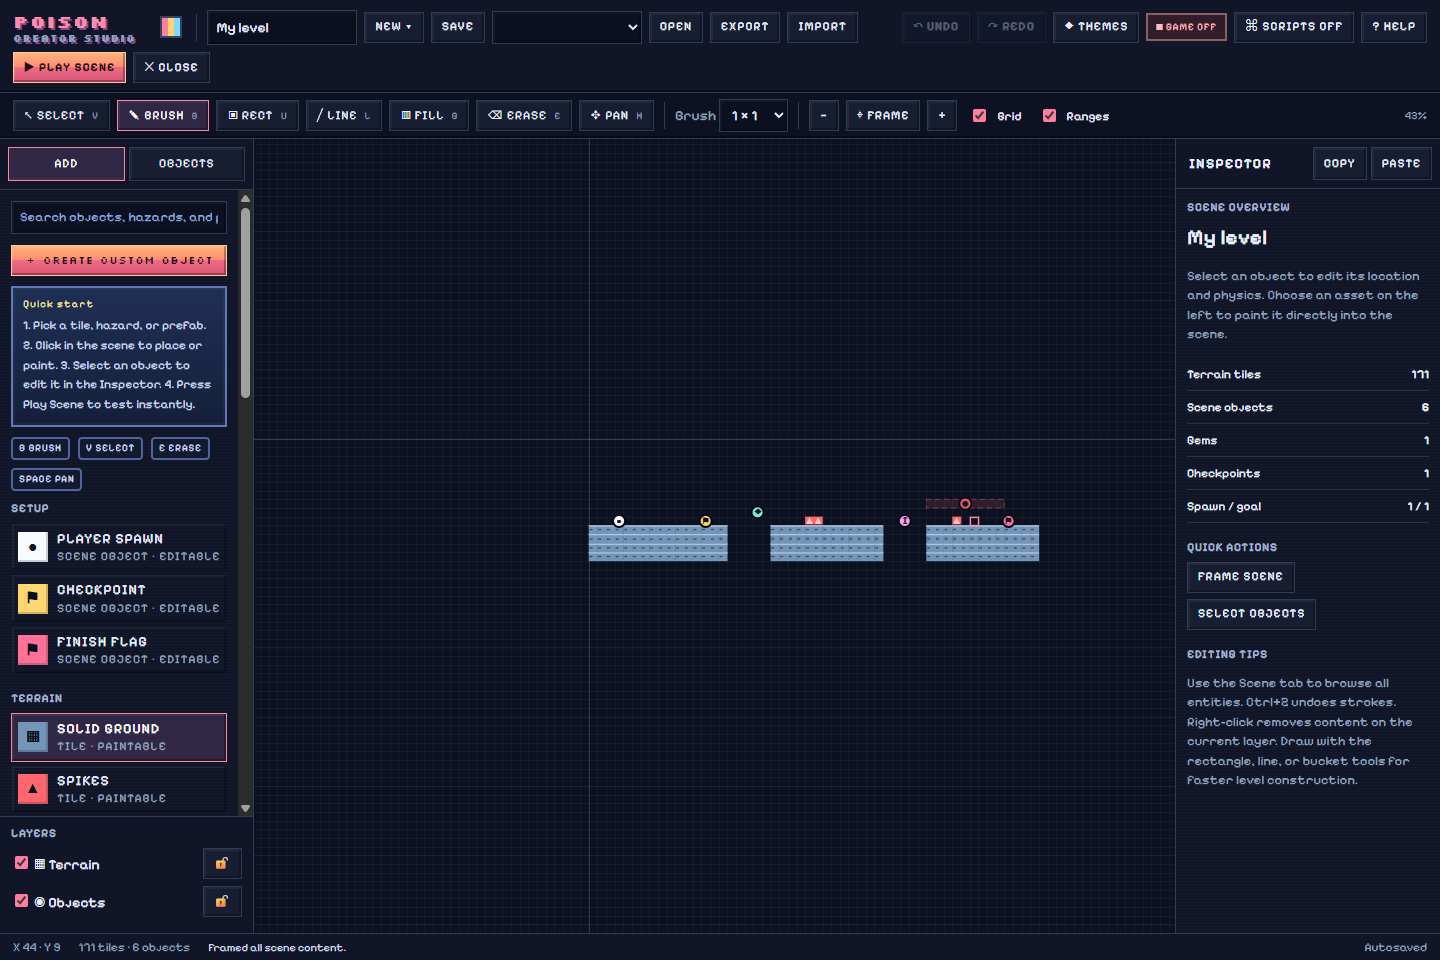 POISON
CREATOR STUDIO
My level
NEW ▾
SAVE
OPEN
EXPORT
IMPORT
↶ UNDO
↷ REDO
◆ THEMES
■ GAME OFF
⌘ SCRIPTS OFF
? HELP
▶ PLAY SCENE
✕ CLOSE
↖ SELECT V
✎ BRUSH B
▣ RECT U
╱ LINE L
▥ FILL G
⌫ ERASE E
✥ PAN H
Brush 1 × 1
−
⌖ FRAME
+
Grid
Ranges
43%
ADD
OBJECTS
Search objects, hazards, and
+ CREATE CUSTOM OBJECT
Quick start
1. Pick a tile, hazard, or prefab.
2. Click in the scene to place or
paint. 3. Select an object to
edit it in the Inspector. 4. Press
Play Scene to test instantly.
B BRUSH
V SELECT
E ERASE
SPACE PAN
SETUP
PLAYER SPAWN
SCENE OBJECT · EDITABLE
CHECKPOINT
SCENE OBJECT · EDITABLE
FINISH FLAG
SCENE OBJECT · EDITABLE
TERRAIN
SOLID GROUND
TILE · PAINTABLE
SPIKES
TILE · PAINTABLE
LAYERS
Terrain
Objects
INSPECTOR
COPY
PASTE
SCENE OVERVIEW
My level
Select an object to edit its location
and physics. Choose an asset on the
left to paint it directly into the
scene.
Terrain tiles 171
Scene objects 6
Gems 1
Checkpoints 1
Spawn / goal 1 / 1
QUICK ACTIONS
FRAME SCENE
SELECT OBJECTS
EDITING TIPS
Use the Scene tab to browse all
entities. Ctrl+Z undoes strokes.
Right-click removes content on the
current layer. Draw with the
rectangle, line, or bucket tools for
faster level construction.
X 44 · Y 9
171 tiles · 6 objects
Framed all scene content.
Autosaved